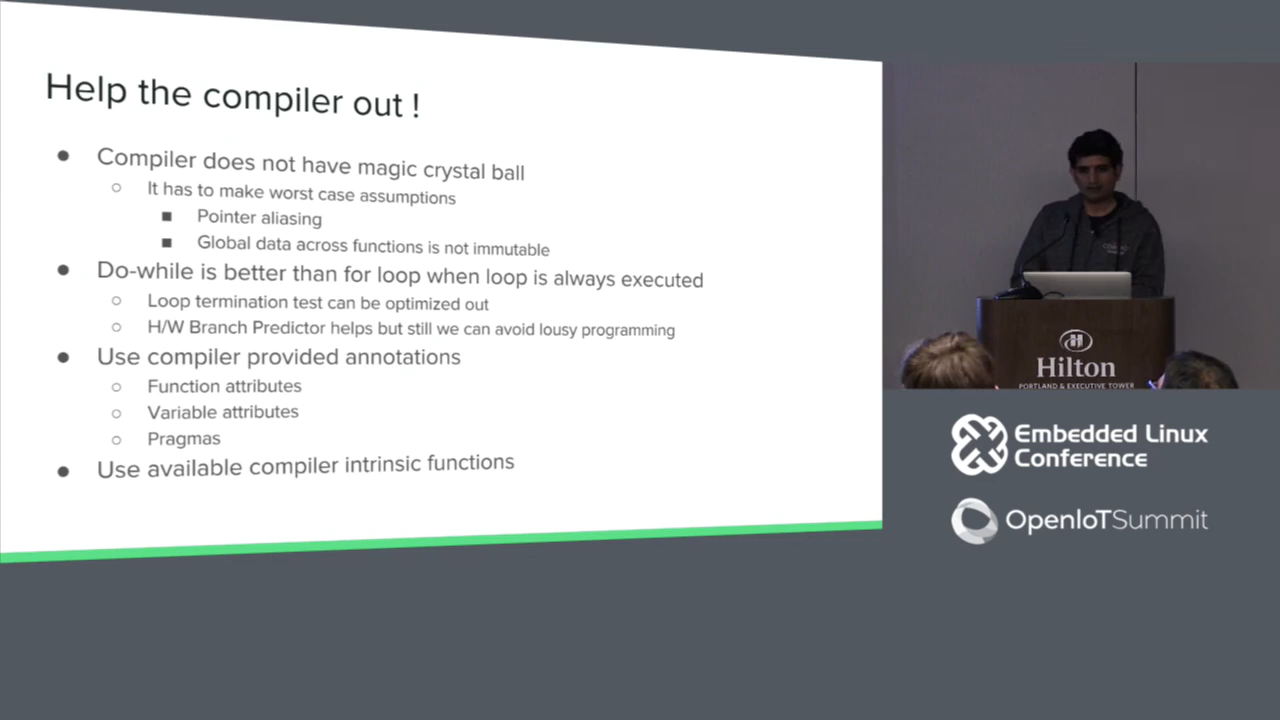 Help the compiler out !
Compiler does not have magic crystal ball
It has to make worst case assumptions
Pointer aliasing
Global data across functions is not immutable
Do-while is better than for loop when loop is always executed
Loop termination test can be optimized out
H/W Branch Predictor helps but still we can avoid lousy programming
Use compiler provided annotations
Function attributes
Variable attributes
Pragmas
Use available compiler intrinsic functions
Hilton
PORTLAND & EXECUTIVE TOWER
Embedded Linux
Conference
OpenIoTSummit